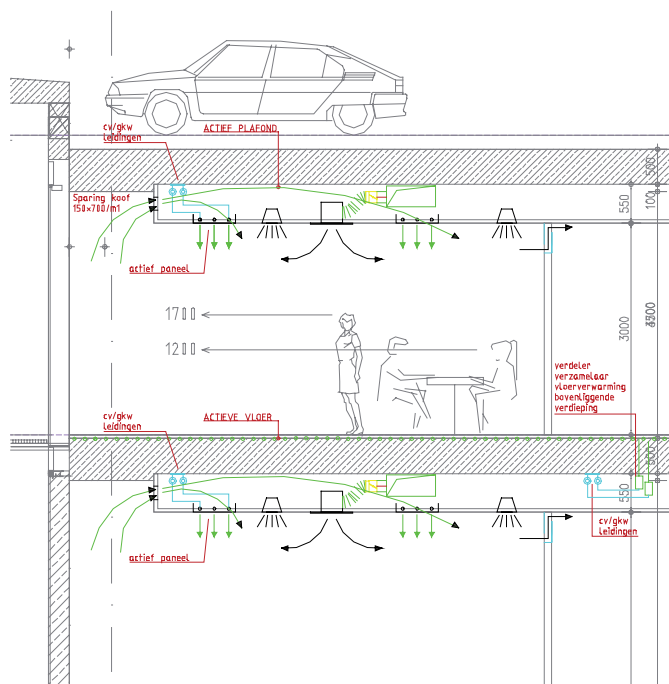 cv/gkw
leidingen
ACTIEF PLAFOND
Sparing koof
150x700/m1
actief paneel
500
550
100
1700
1200
3000
verdeler
verzamelaar
vloerverwarming
bovenliggende
verdieping
cv/gkw
leidingen
ACTIEVE VLOER
500
550
cv/gkw
leidingen
actief paneel